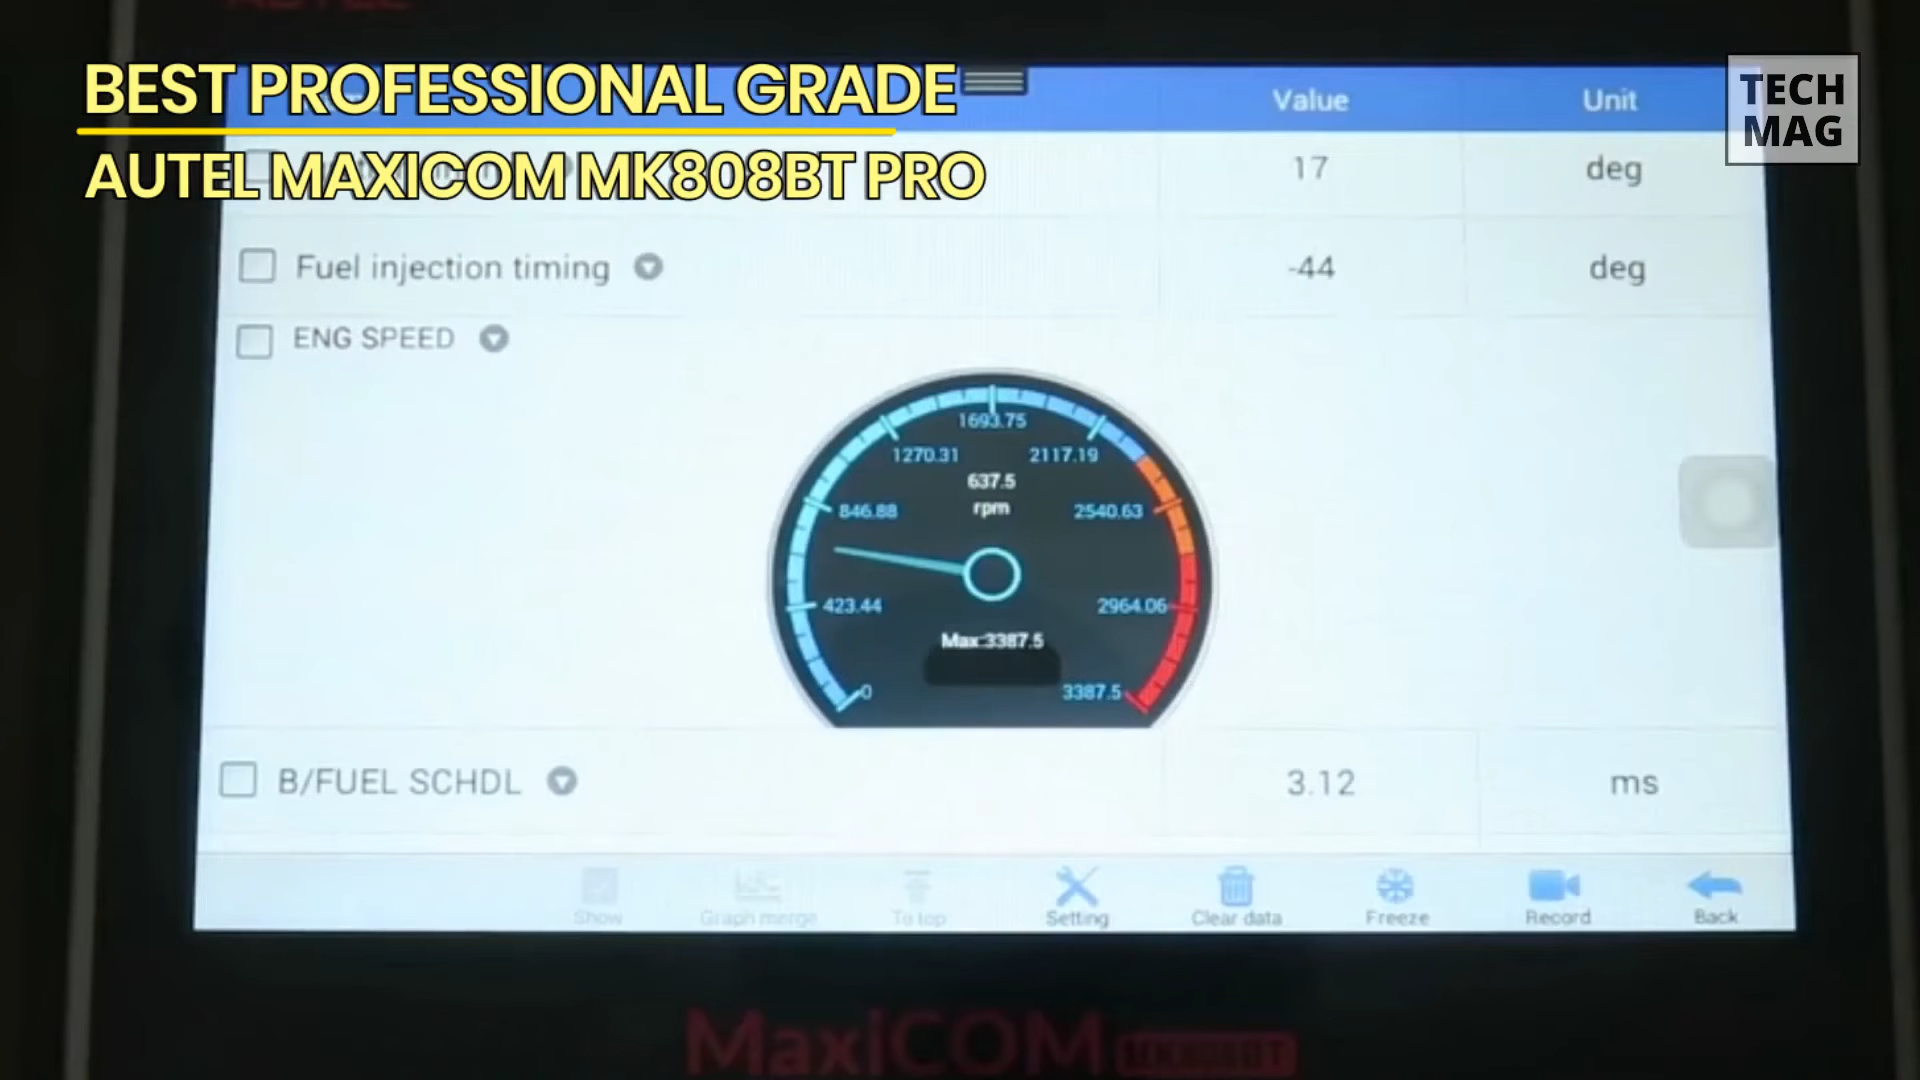 BEST PROFESSIONAL GRADE
AUTEL MAXICOM MK808BT PRO
TECH
MAG
Value
Unit
17
deg
Fuel injection timing
-44
deg
ENG SPEED
1693.75
1270.31
2117.19
637.5
rpm
846.88
2540.63
423.44
2964.06
Max:3387.5
0
3387.5
B/FUEL SCHDL
3.12
ms
Show
Graph merge
To top
Setting
Clear data
Freeze
Record
Back
MaxiCOM